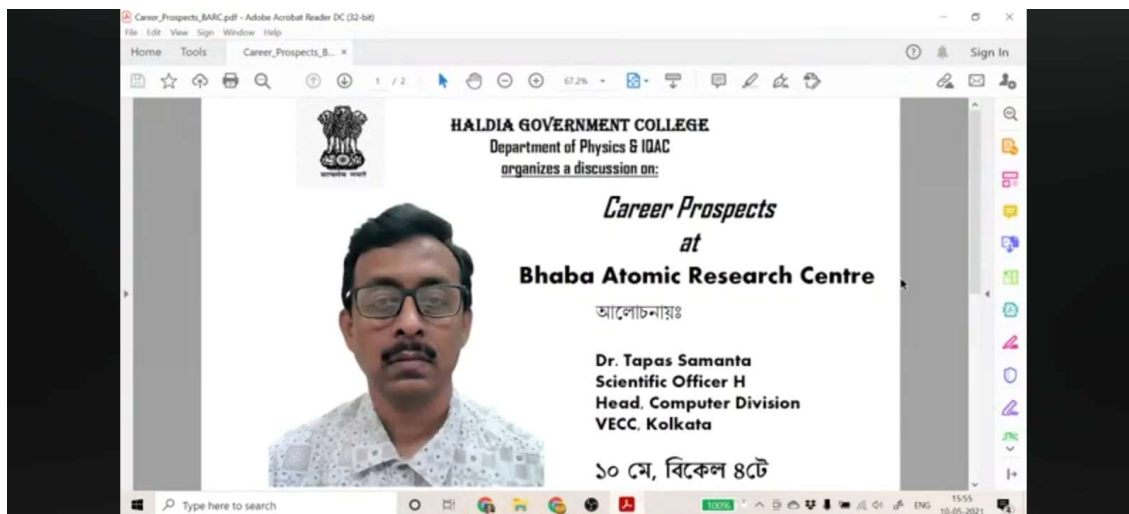 Career_Prospects_BARC.pdf - Adobe Acrobat Reader DC (32-bit)
File Edit View Sign Window Help
Home Tools Career_Prospects_B... × Sign In
1 / 2 67.2%
HALDIA GOVERNMENT COLLEGE
Department of Physics & IQAC
organizes a discussion on:
सत्यमेव जयते
Career Prospects
at
Bhaba Atomic Research Centre
আলোচনায়ঃ
Dr. Tapas Samanta
Scientific Officer H
Head, Computer Division
VECC, Kolkata
১০ মে, বিকেল ৪টে
Type here to search
100% ENG 15:55
10-05-2021